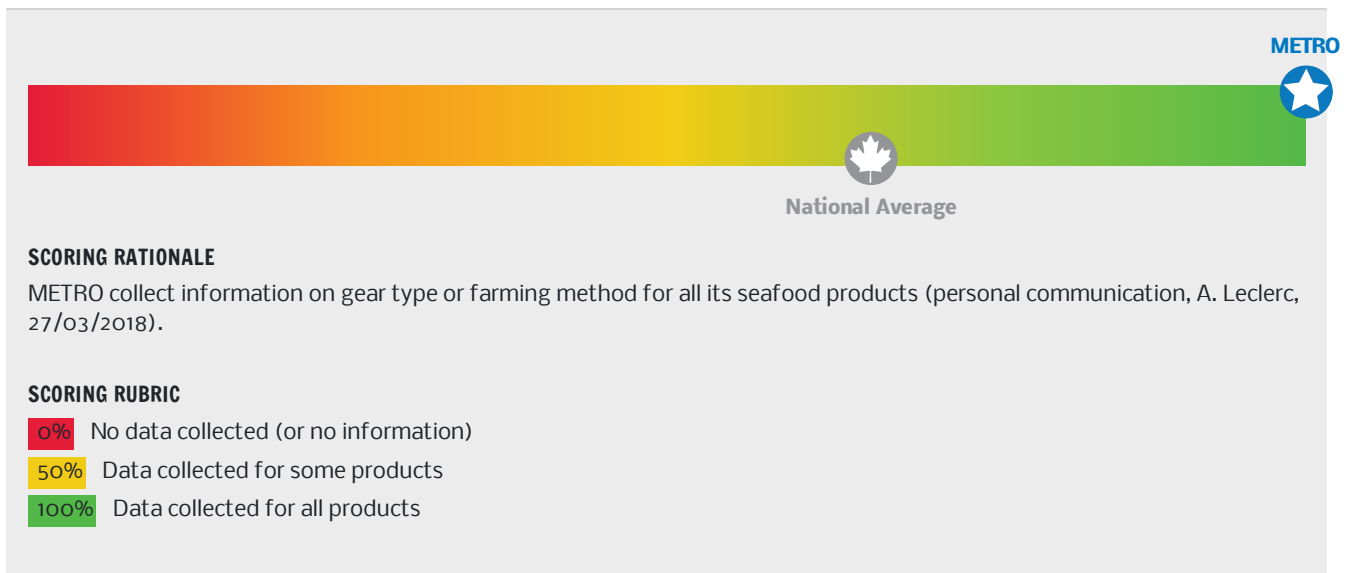 METRO
National Average
SCORING RATIONALE
METRO collect information on gear type or farming method for all its seafood products (personal communication, A. Leclerc,
27/03/2018).
SCORING RUBRIC
0% No data collected (or no information)
50% Data collected for some products
100% Data collected for all products